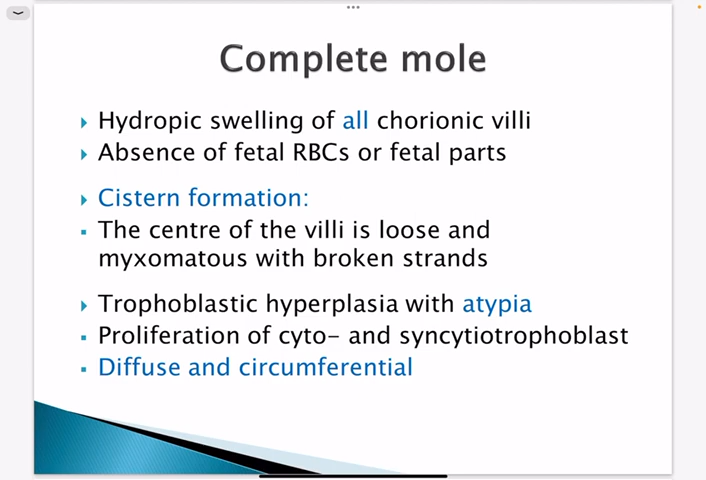 Complete mole
Hydropic swelling of all chorionic villi
Absence of fetal RBCs or fetal parts
Cistern formation:
The centre of the villi is loose and
myxomatous with broken strands
Trophoblastic hyperplasia with atypia
Proliferation of cyto- and syncytiotrophoblast
Diffuse and circumferential